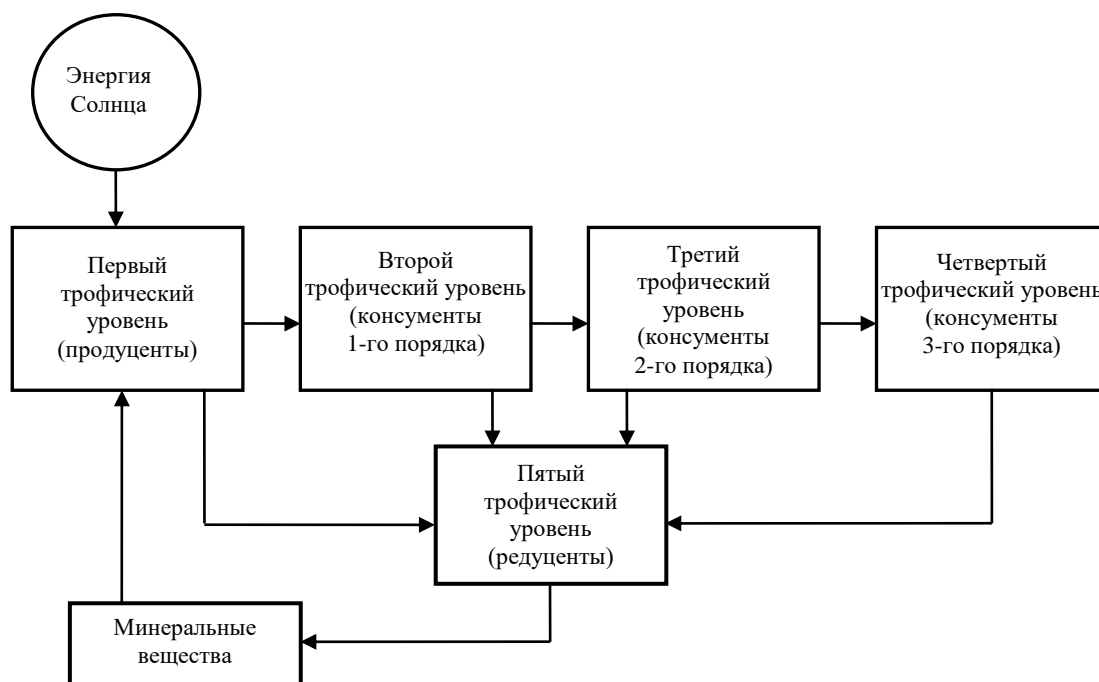 Энергия
Солнца
Первый
трофический
уровень
(продуценты)
Второй
трофический уровень
(консументы
1-го порядка)
Третий
трофический
уровень
(консументы
2-го порядка)
Четвертый
трофический уровень
(консументы
3-го порядка)
Пятый
трофический
уровень
(редуценты)
Минеральные
вещества